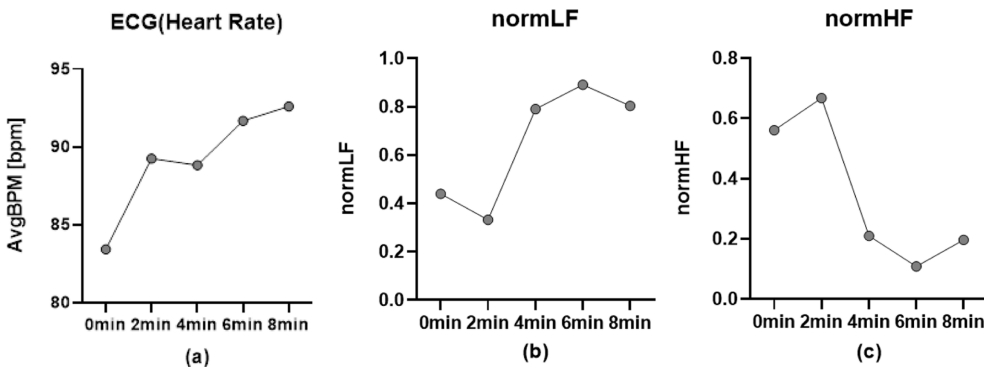 ECG(Heart Rate)
AvgBPM [bpm]
95
90
85
80
0min 2min 4min 6min 8min
(a)
normLF
normLF
1.0
0.8
0.6
0.4
0.2
0.0
0min 2min 4min 6min 8min
(b)
normHF
normHF
0.8
0.6
0.4
0.2
0.0
0min 2min 4min 6min 8min
(c)